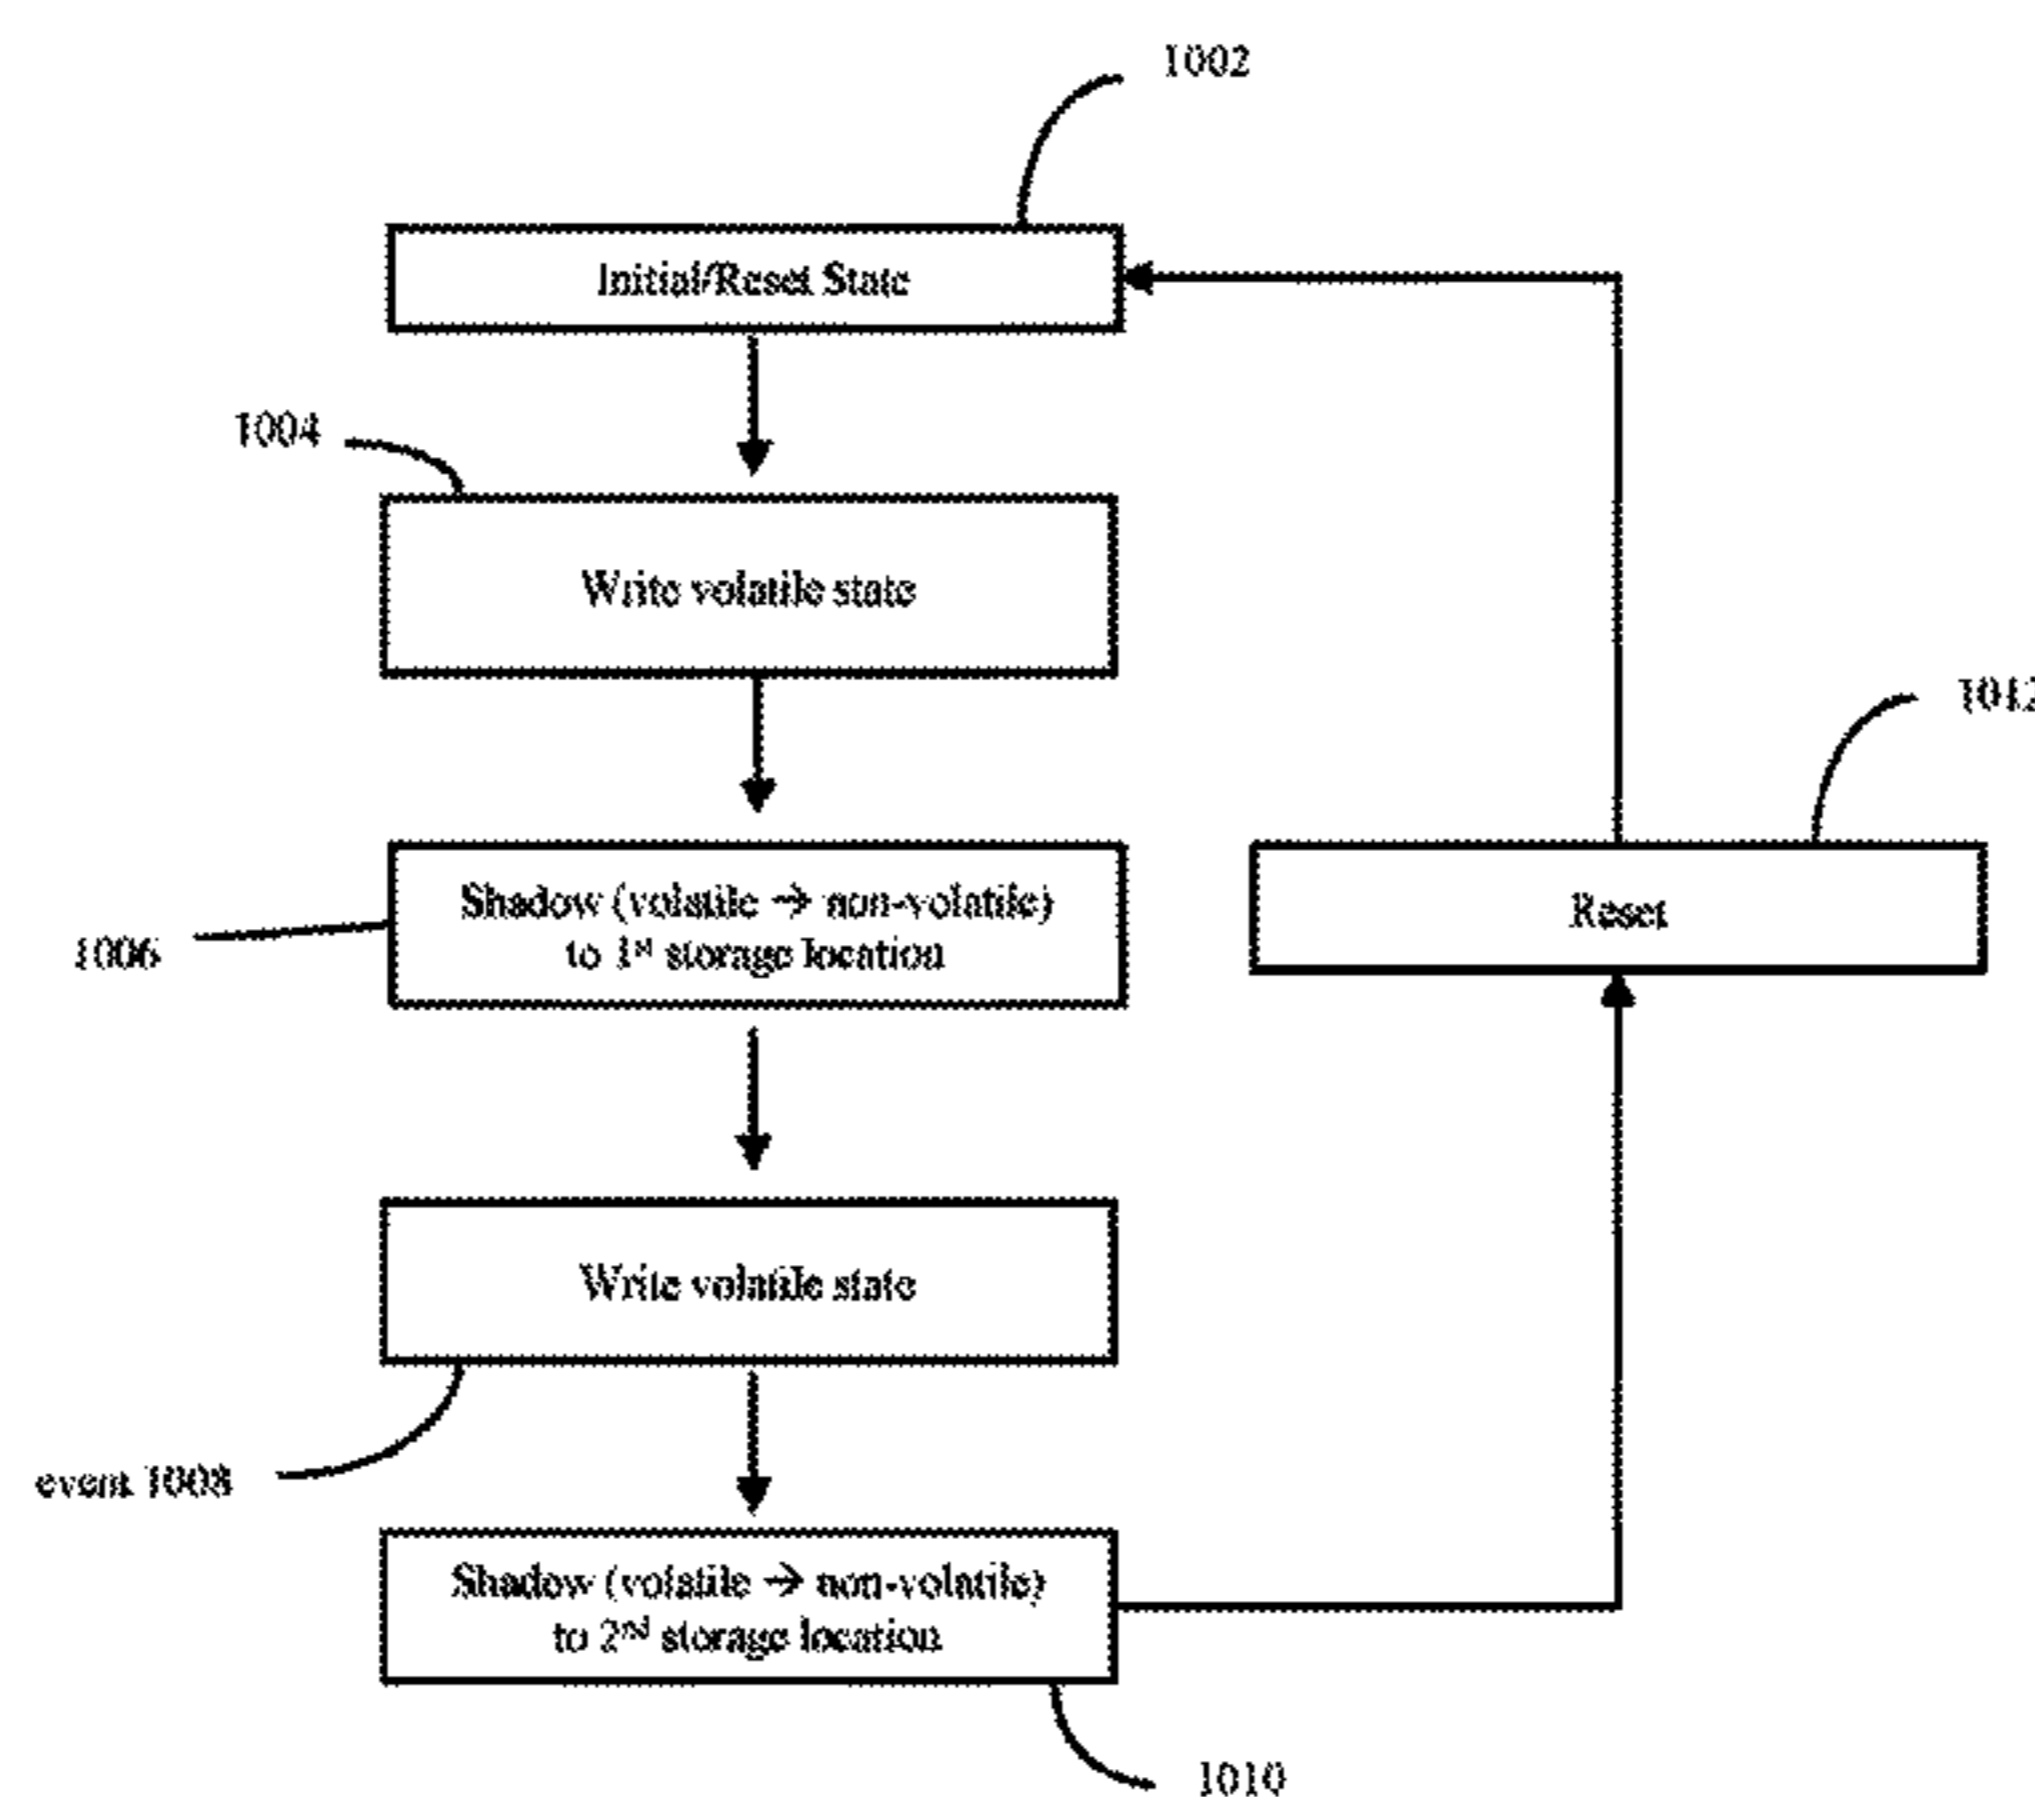 1002
Initial/Reset State
1004
Write volatile state
1012
Shadow (volatile → non-volatile)
to 1st storage location
Reset
1006
Write volatile state
event 1008
Shadow (volatile → non-volatile)
to 2nd storage location
1010